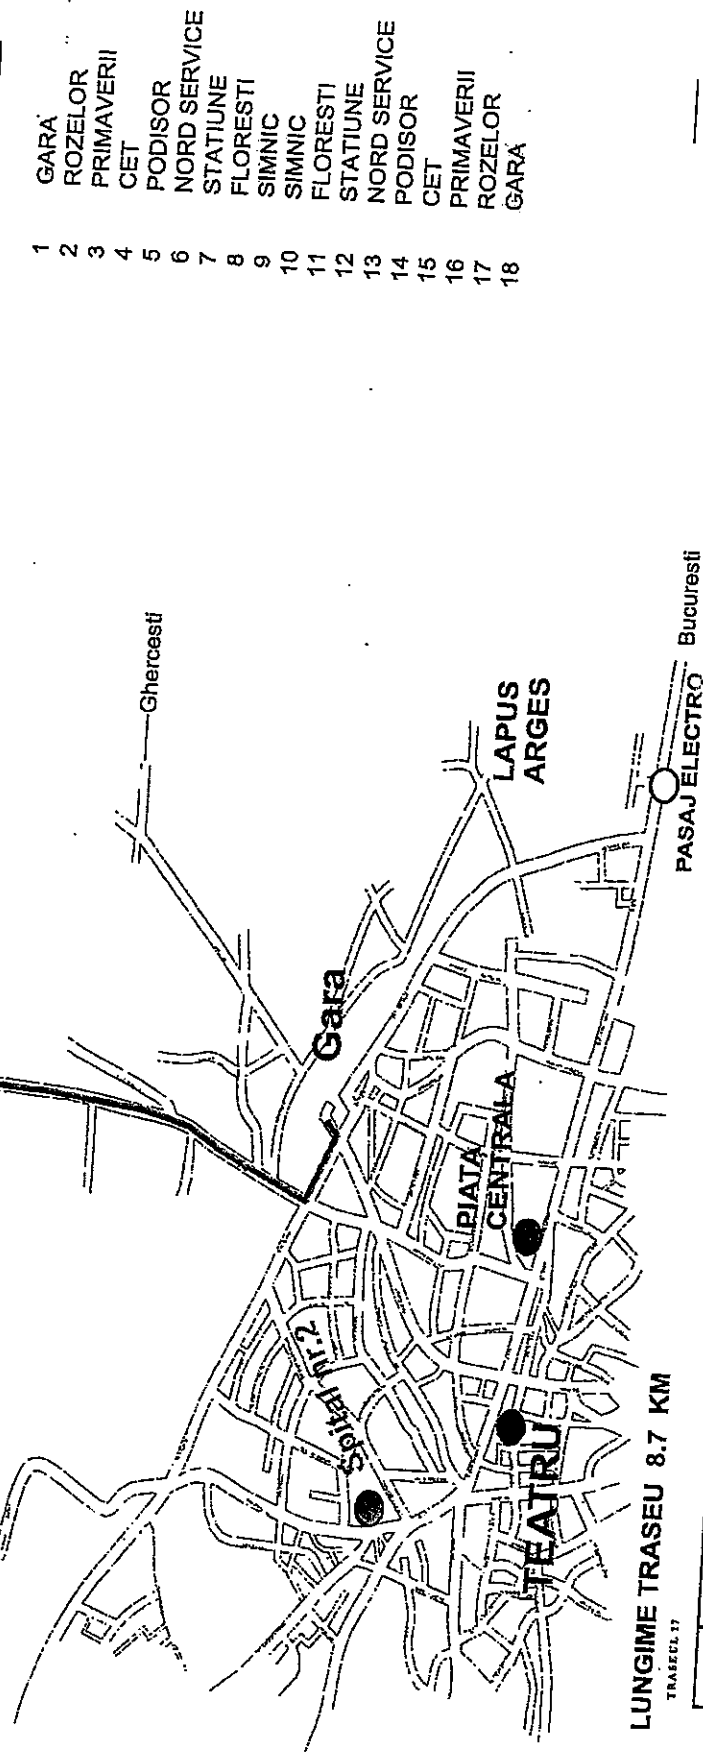 1 GARA
2 ROZELOR
3 PRIMAVERII
4 CET
5 PODISOR
6 NORD SERVICE
7 STATIUNE
8 FLORESTI
9 SIMNIC
10 SIMNIC
11 FLORESTI
12 STATIUNE
13 NORD SERVICE
14 PODISOR
15 CET
16 PRIMAVERII
17 ROZELOR
18 GARA
Ghercesti
Gara
LAPUS
ARGES
Bucuresti
PASAJ ELECTRO
PIATA
CENTRALA
Spital nr.2
TEATRU
LUNGIME TRASEU 8.7 KM
TRASEUL 17